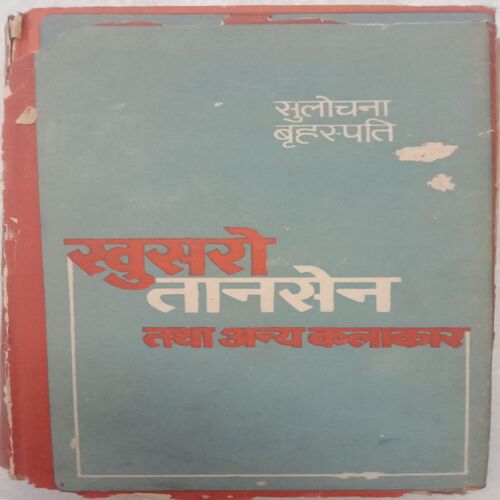 सुलोचना
बृहस्पति
खुसरो
तानसेन
तथा अन्य कलाकार